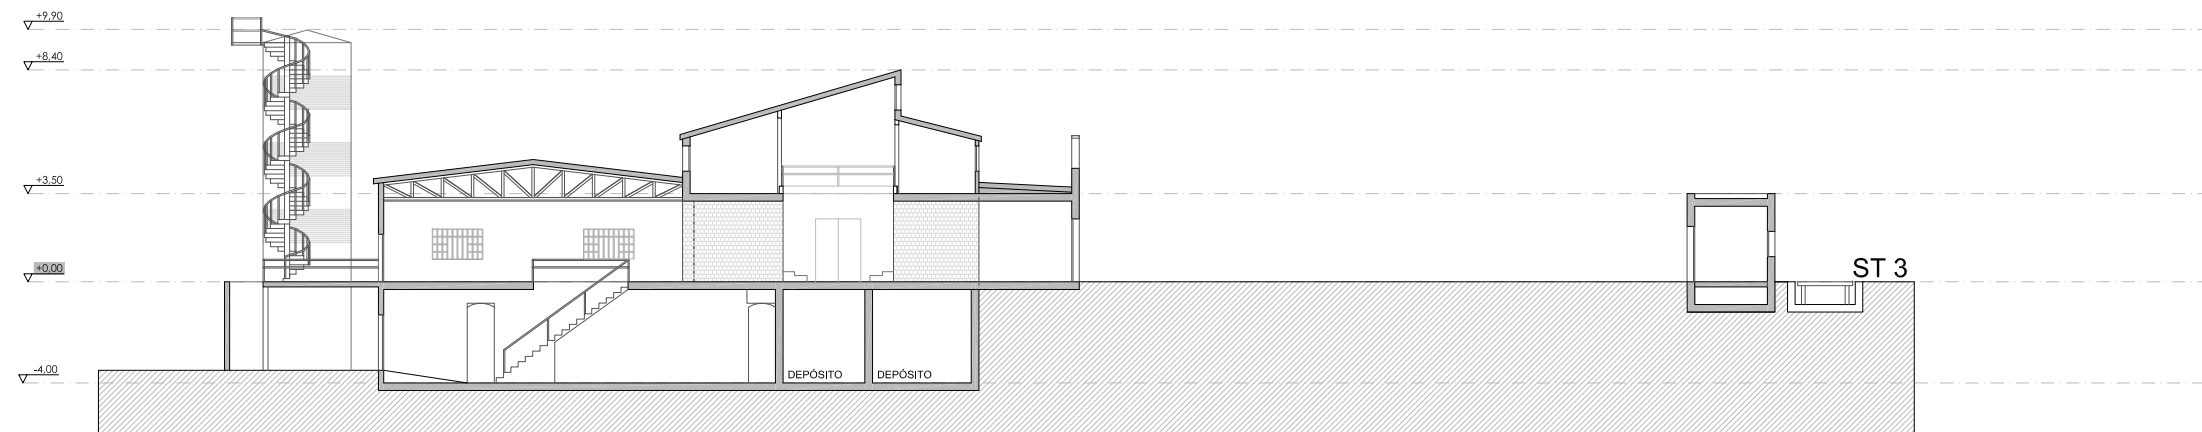 +9,90
+8,40
+3,50
+0,00
ST 3
-4,00
DEPÓSITO
DEPÓSITO